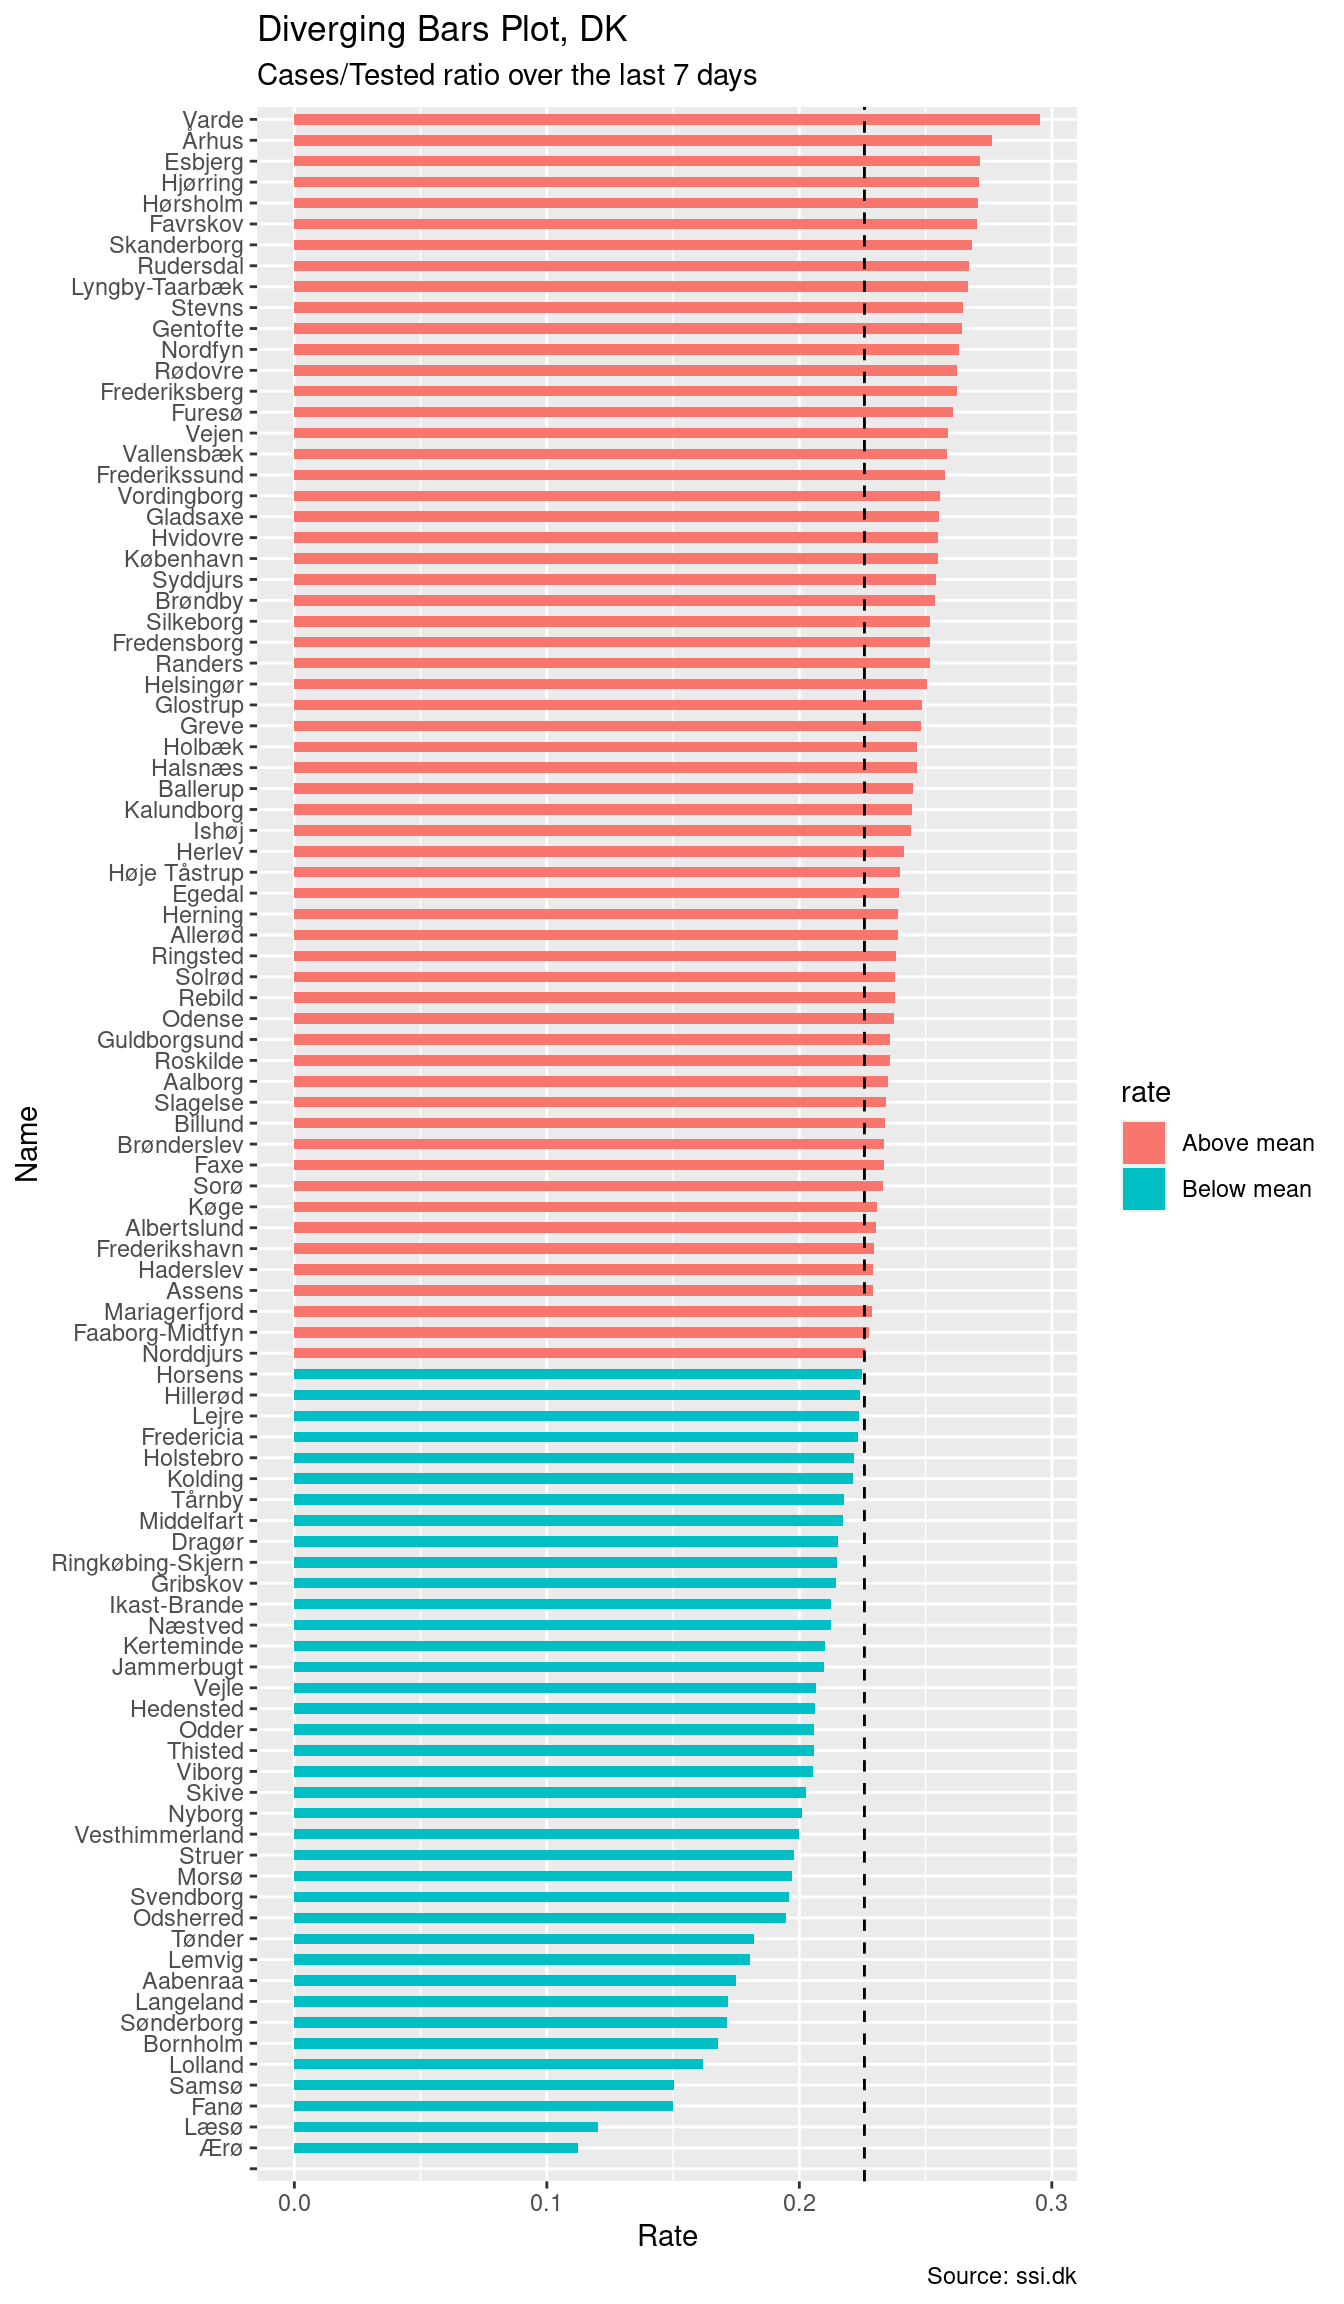 Diverging Bars Plot, DK
Cases/Tested ratio over the last 7 days
Varde
Århus
Esbjerg
Hjørring
Hørsholm
Favrskov
Skanderborg
Rudersdal
Lyngby-Taarbæk
Stevns
Gentofte
Nordfyn
Rødovre
Frederiksberg
Furesø
Vejen
Vallensbæk
Frederikssund
Vordingborg
Gladsaxe
Hvidovre
København
Syddjurs
Brøndby
Silkeborg
Fredensborg
Randers
Helsingør
Glostrup
Greve
Holbæk
Halsnæs
Ballerup
Kalundborg
Ishøj
Herlev
Høje Tåstrup
Egedal
Herning
Allerød
Ringsted
Solrød
Rebild
Odense
Guldborgsund
Roskilde
Aalborg
Slagelse
Billund
Brønderslev
Faxe
Sorø
Køge
Albertslund
Frederikshavn
Haderslev
Assens
Mariagerfjord
Faaborg-Midtfyn
Norddjurs
Horsens
Hillerød
Lejre
Fredericia
Holstebro
Kolding
Tårnby
Middelfart
Dragør
Ringkøbing-Skjern
Gribskov
Ikast-Brande
Næstved
Kerteminde
Jammerbugt
Vejle
Hedensted
Odder
Thisted
Viborg
Skive
Nyborg
Vesthimmerland
Struer
Morsø
Svendborg
Odsherred
Tønder
Lemvig
Aabenraa
Langeland
Sønderborg
Bornholm
Lolland
Samsø
Fanø
Læsø
Ærø
Name
0.0 0.1 0.2 0.3
Rate
rate
Above mean
Below mean
Source: ssi.dk